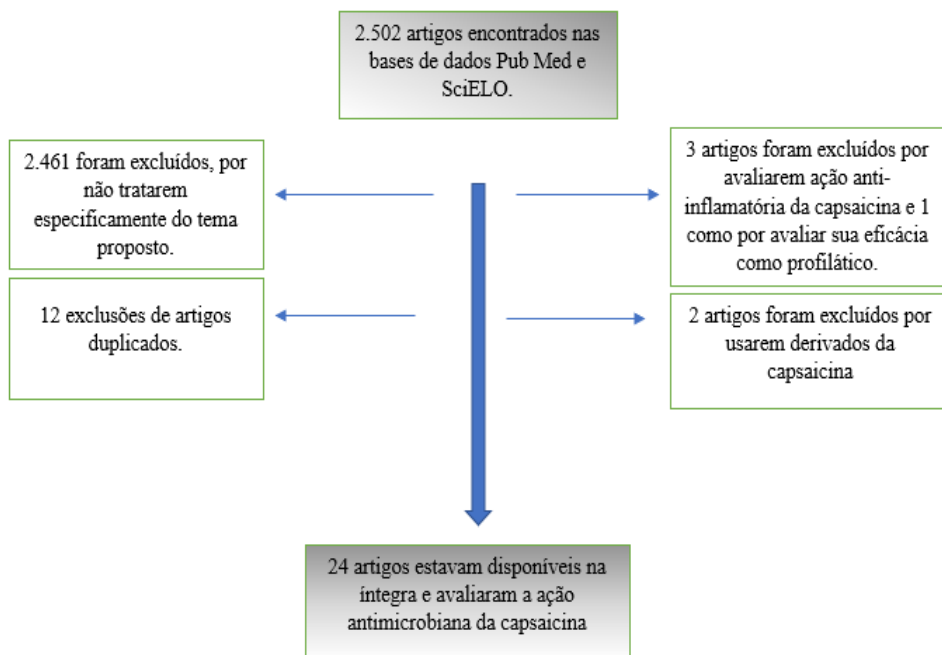 2.502 artigos encontrados nas
bases de dados Pub Med e
SciELO.
2.461 foram excluídos, por
não tratarem
especificamente do tema
proposto.
3 artigos foram excluídos por
avaliarem ação anti-
inflamatória da capsaicina e 1
como por avaliar sua eficácia
como profilático.
12 exclusões de artigos
duplicados.
2 artigos foram excluídos por
usarem derivados da
capsaicina
24 artigos estavam disponíveis na
íntegra e avaliaram a ação
antimicrobiana da capsaicina